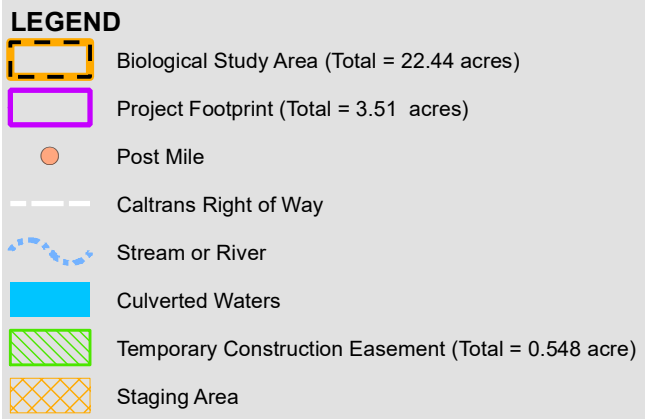 LEGEND
Biological Study Area (Total = 22.44 acres)
Project Footprint (Total = 3.51  acres)
Post Mile
Caltrans Right of Way
Stream or River
Culverted Waters
Temporary Construction Easement (Total = 0.548 acre)
Staging Area